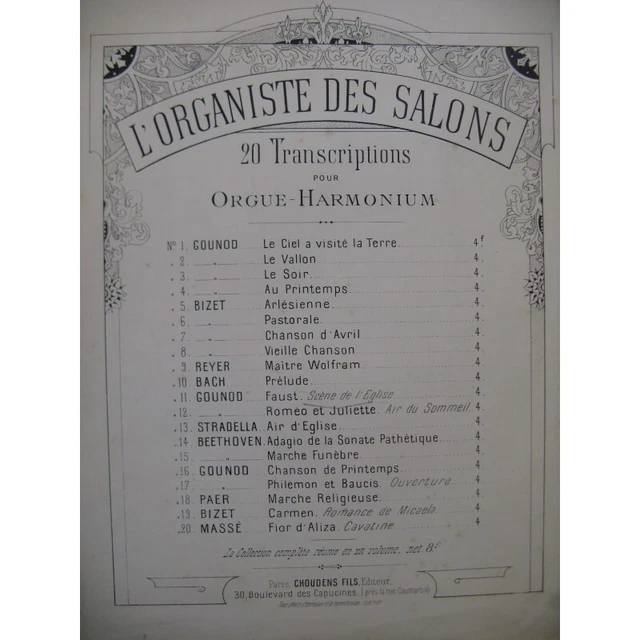 L'ORGANISTE DES SALONS
20 Transcriptions
POUR
ORGUE-HARMONIUM
Nº 1. GOUNOD Le Ciel a visité la Terre. 4f
. 2. " Le Vallon 4.
. 3. " Le Soir. 4.
. 4. " Au Printemps. 4.
. 5. BIZET Arlésienne 4.
. 6. " Pastorale. 4.
. 7. " Chanson d'Avril 4.
. 8. " Vieille Chanson 4.
. 9. REYER Maître Wolfram. 4.
. 10. BACH Prélude. 4.
. 11. GOUNOD Faust. Scène de l'Eglise 4.
. 12. " Roméo et Juliette. Air du Sommeil. 4.
. 13. STRADELLA. Air d'Eglise 4.
. 14. BEETHOVEN. Adagio de la Sonate Pathétique. 4.
. 15. " Marche Funèbre. 4.
. 16. GOUNOD Chanson de Printemps. 4.
. 17. " Philemon et Baucis. Ouverture. 4.
. 18. PAER Marche Religieuse. 4.
. 19. BIZET Carmen. Romance de Micaela. 4.
. 20. MASSÉ Fior d'Aliza. Cavatine 4
La Collection complète réunie en un volume. net. 8.f
Paris, CHOUDENS FILS, Editeur.
30, Boulevard des Capucines, (près la rue Caumartin)